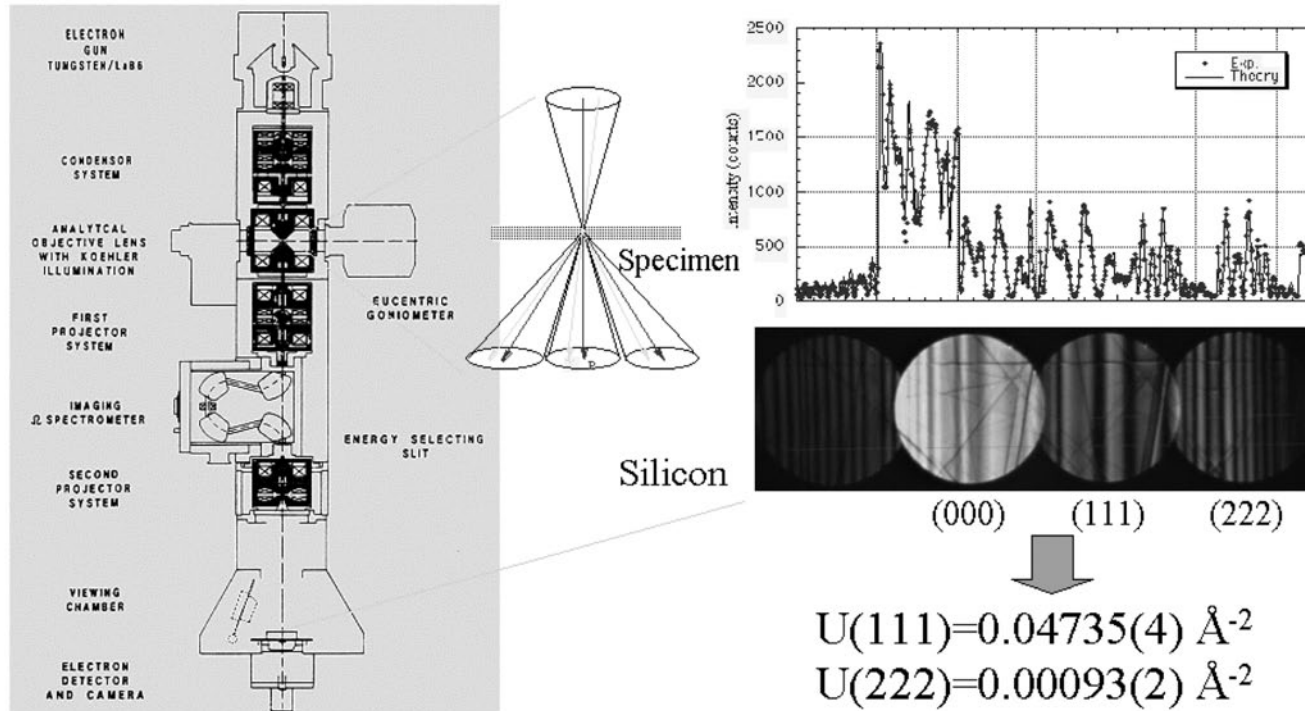 ELECTRON
GUN
TUNGSTEN/LaB6
CONDENSOR
SYSTEM
ANALYTCAL
OBJECTIVE LENS
WITH KOEHLER
ILLUMINATION
FIRST
PROJECTOR
SYSTEM
IMAGING
Ω SPECTROMETER
SECOND
PROJECTOR
SYSTEM
VIEWING
CHAMBER
ELECTRON
DETECTOR
AND CAMERA
EUCENTRIC
GONIOMETER
ENERGY SELECTING
SLIT
Specimen
Silicon
Intensity (counts)
2500
2000
1500
1000
500
0
Exp.
Theory
(000) (111) (222)
U(111)=0.04735(4) Å-2
U(222)=0.00093(2) Å-2